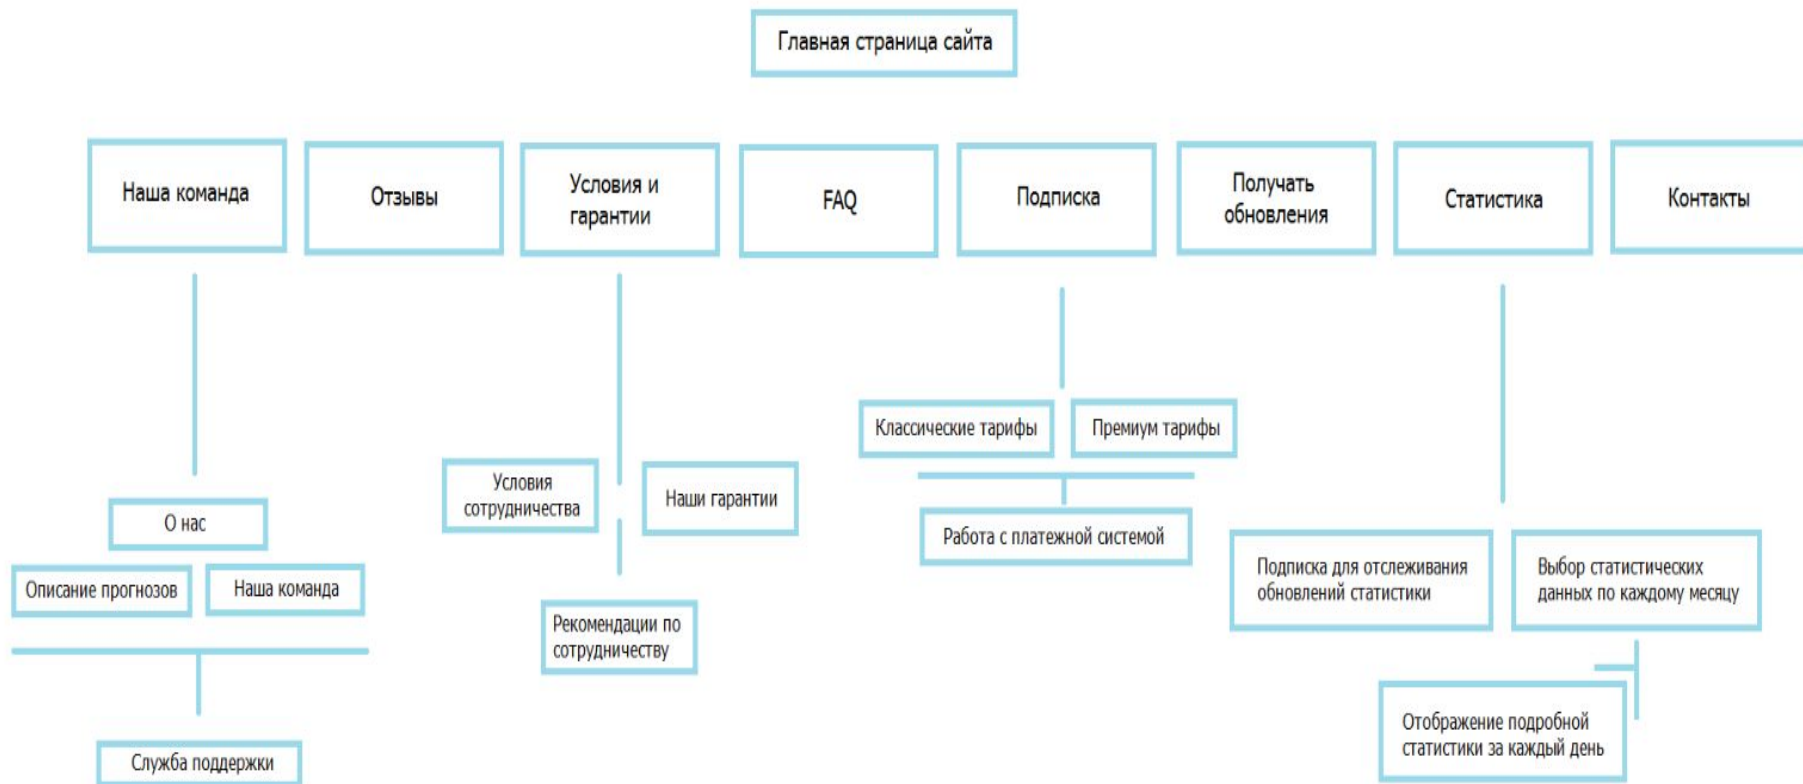 Главная страница сайта
Наша команда
Отзывы
Условия и
гарантии
FAQ
Подписка
Получать
обновления
Статистика
Контакты
О нас
Описание прогнозов
Наша команда
Служба поддержки
Условия
сотрудничества
Наши гарантии
Рекомендации по
сотрудничеству
Классические тарифы
Премиум тарифы
Работа с платежной системой
Подписка для отслеживания
обновлений статистики
Выбор статистических
данных по каждому месяцу
Отображение подробной
статистики за каждый день